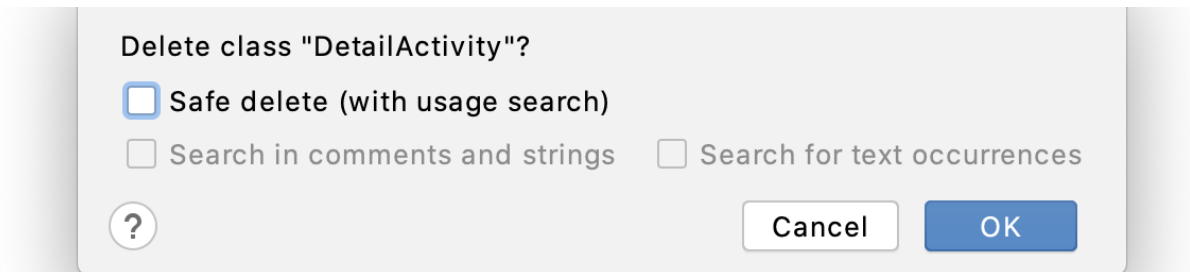 Delete class "DetailActivity"?
Safe delete (with usage search)
Search in comments and strings Search for text occurrences
? Cancel OK